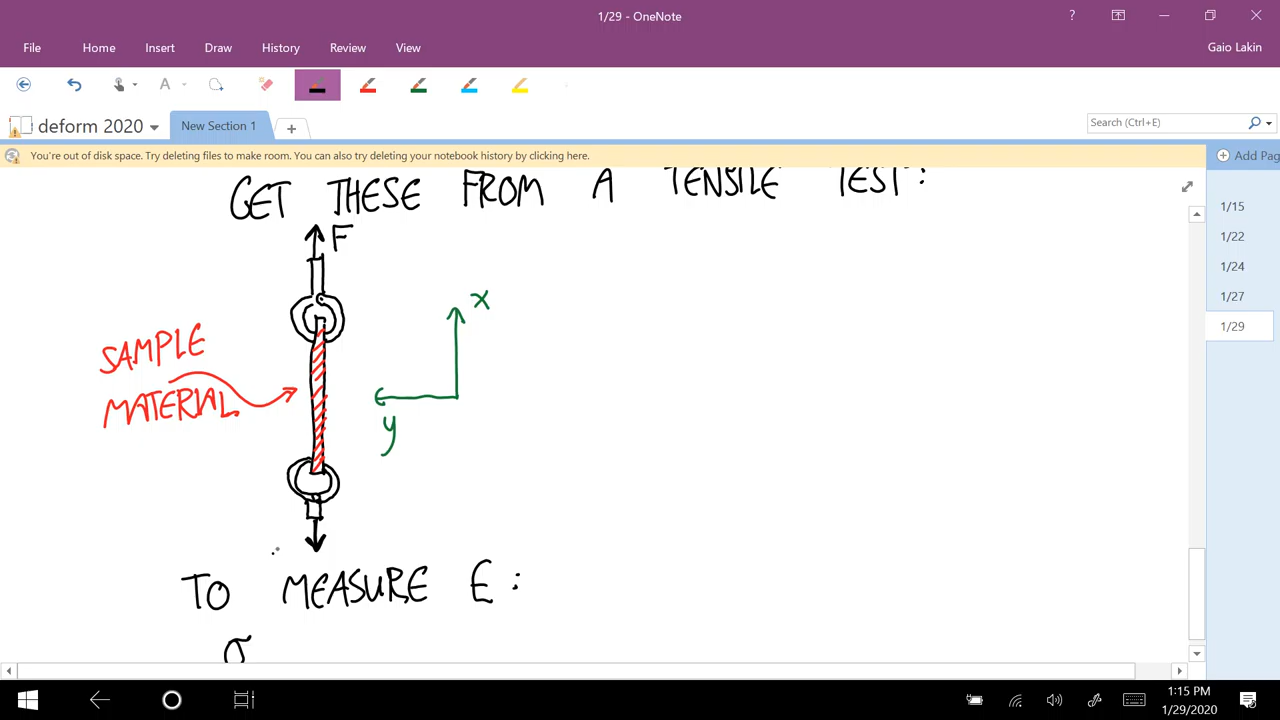 1/29 - OneNote
?
File Home Insert Draw History Review View
Gaio Lakin
A
deform 2020
New Section 1
Search (Ctrl+E)
You're out of disk space. Try deleting files to make room. You can also try deleting your notebook history by clicking here.
Add Pag
1/15
1/22
1/24
1/27
1/29
GET THESE FROM A TENSILE TEST:
F
x
y
SAMPLE
MATERIAL
TO MEASURE E:
σ
1:15 PM
1/29/2020